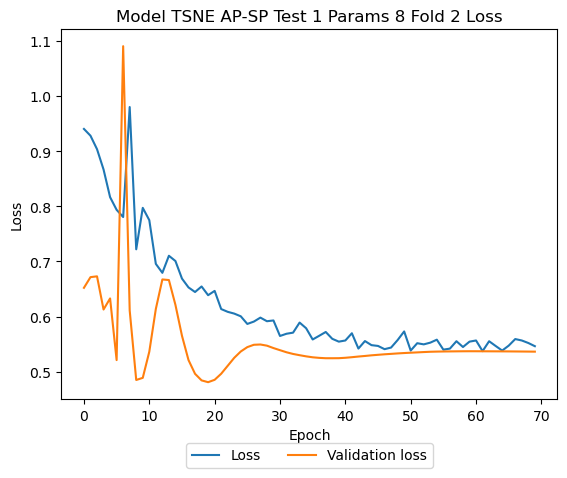 Model TSNE AP-SP Test 1 Params 8 Fold 2 Loss
1.1
1.0
0.9
0.8
0.7
0.6
0.5
Loss
0 10 20 30 40 50 60 70
Epoch
Loss Validation loss